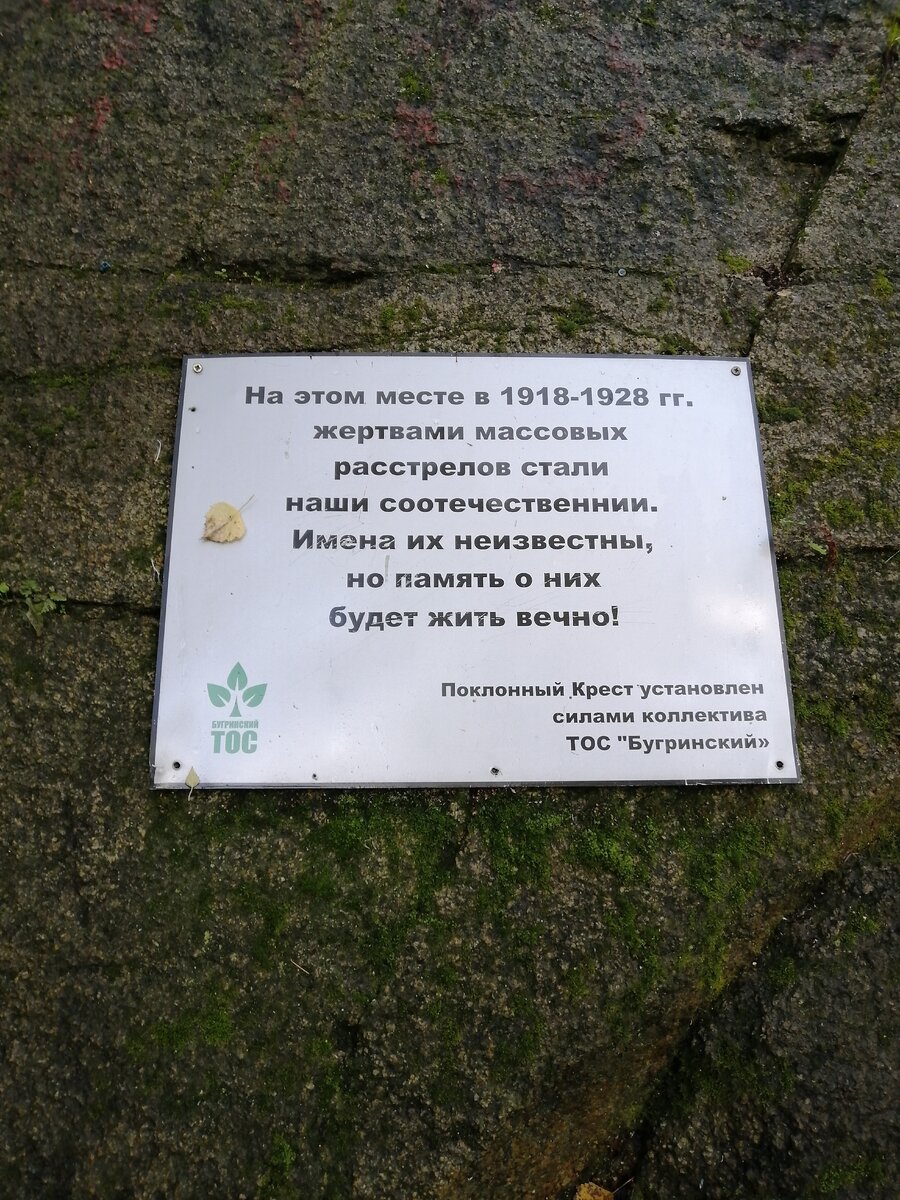 На этом месте в 1918-1928 гг.
жертвами массовых
расстрелов стали
наши соотечественнии.
Имена их неизвестны,
но память о них
будет жить вечно!
Поклонный Крест установлен
силами коллектива
ТОС "Бугринский»
БУГРИНСКИЙ
ТОС